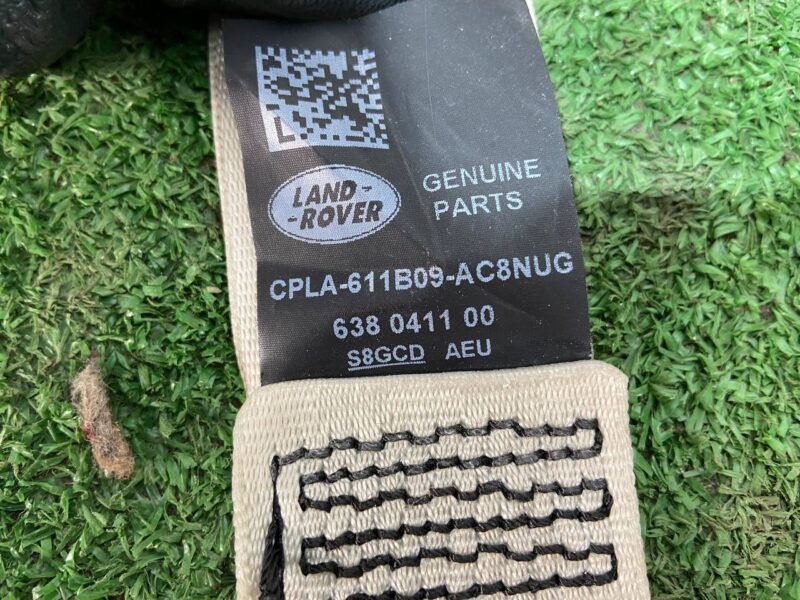 L
LAND-
-ROVER
GENUINE
PARTS
CPLA-611B09-AC8NUG
638 0411 00
S8GCD AEU